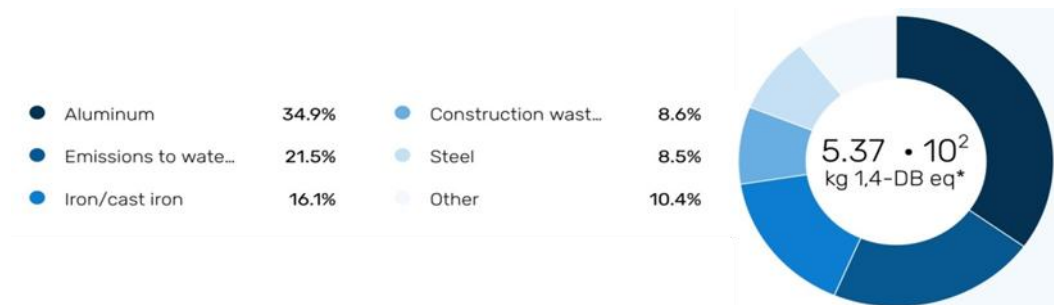 Aluminum 34.9%
Emissions to wate... 21.5%
Iron/cast iron 16.1%
Construction wast... 8.6%
Steel 8.5%
Other 10.4%
5.37 • 10²
kg 1,4-DB eq*